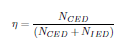 η = N_CED / (N_CED + N_IED)